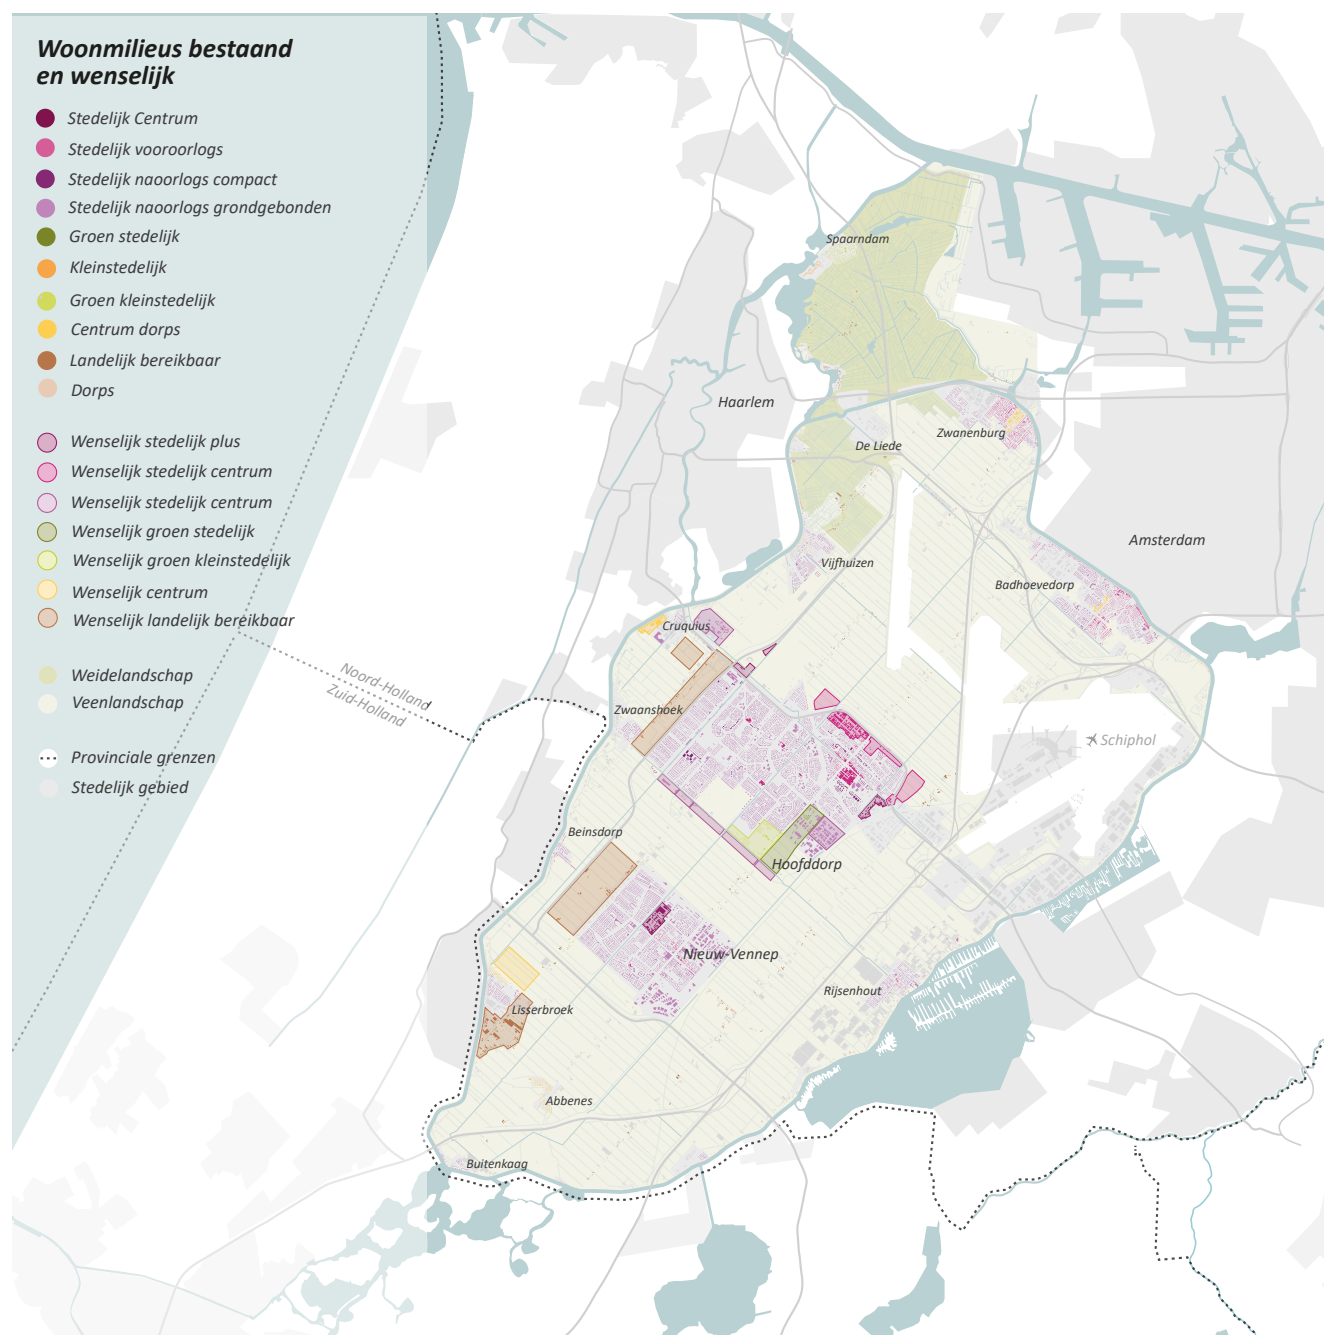 Woonmilieus bestaand
en wenselijk
Stedelijk Centrum
Stedelijk vooroorlogs
Stedelijk naoorlogs compact
Stedelijk naoorlogs grondgebonden
Groen stedelijk
Kleinstedelijk
Groen kleinstedelijk
Centrum dorps
Landelijk bereikbaar
Dorps
Wenselijk stedelijk plus
Wenselijk stedelijk centrum
Wenselijk stedelijk centrum
Wenselijk groen stedelijk
Wenselijk groen kleinstedelijk
Wenselijk centrum
Wenselijk landelijk bereikbaar
Weidelandschap
Veenlandschap
Provinciale grenzen
Stedelijk gebied
Noord-Holland
Zuid-Holland
Spaarndam
Haarlem
De Liede
Zwanenburg
Amsterdam
Vijfhuizen
Badhoevedorp
Cruquius
Zwaanshoek
Schiphol
Beinsdorp
Hoofddorp
Nieuw-Vennep
Rijsenhout
Lisserbroek
Abbenes
Buitenkaag